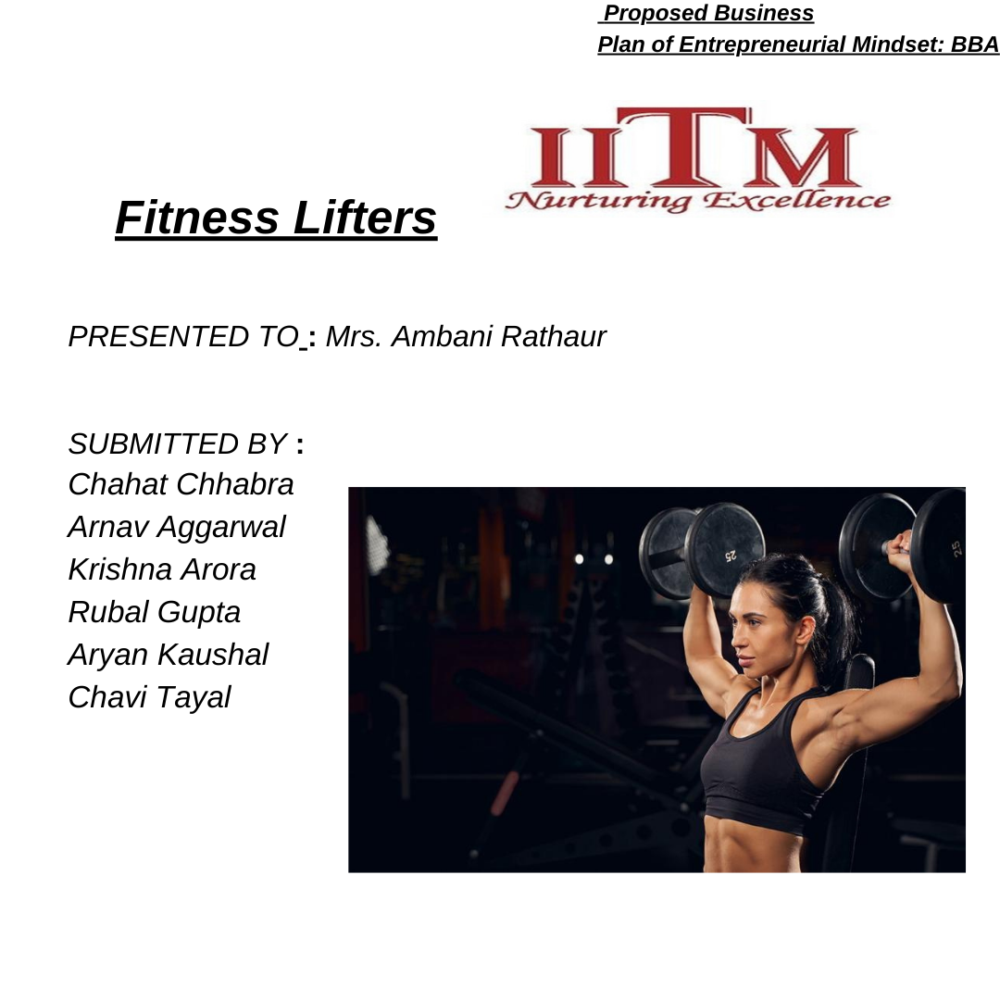 Proposed Business
Plan of Entrepreneurial Mindset: BBA
IITM
Nurturing Excellence
Fitness Lifters
PRESENTED TO : Mrs. Ambani Rathaur
SUBMITTED BY :
Chahat Chhabra
Arnav Aggarwal
Krishna Arora
Rubal Gupta
Aryan Kaushal
Chavi Tayal
25
25